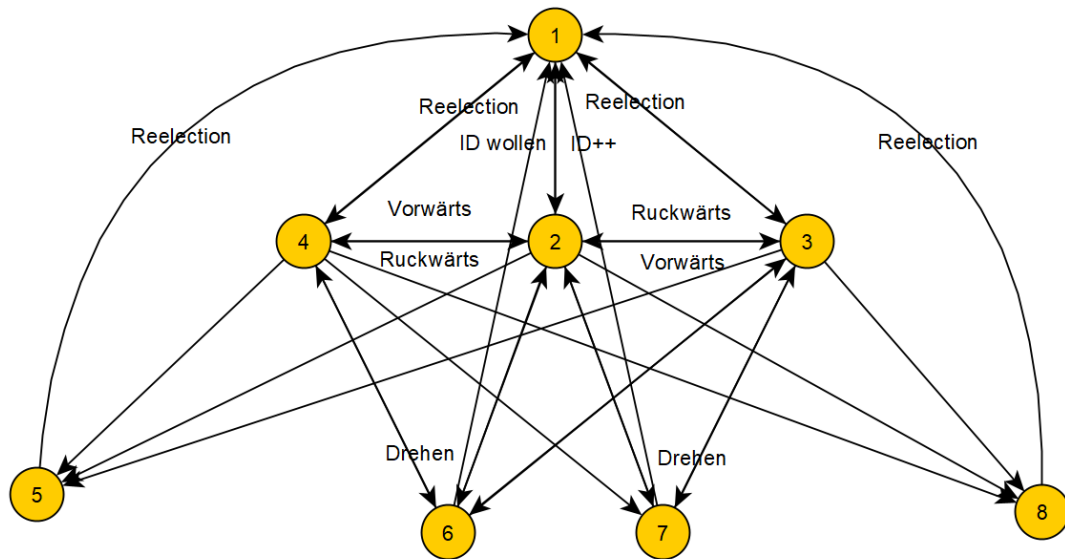 1
Reelection
Reelection
Reelection
ID wollen
ID++
Reelection
Vorwärts
Ruckwärts
4
2
3
Ruckwärts
Vorwärts
Drehen
Drehen
5
6
7
8